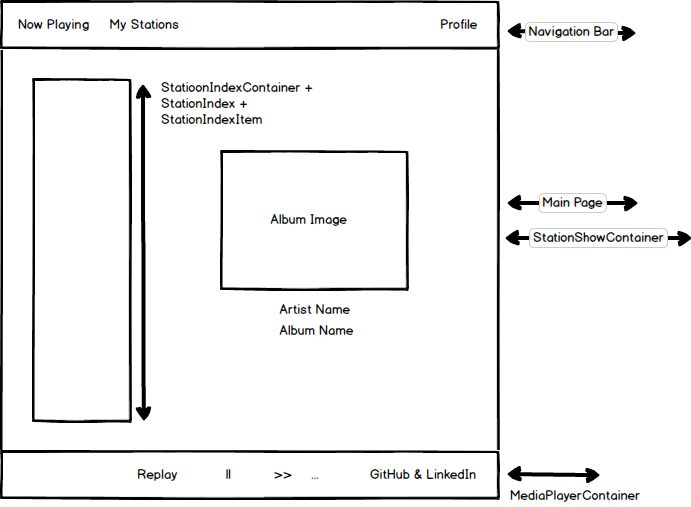 Now Playing My Stations Profile
Navigation Bar
StatioonIndexContainer +
StationIndex +
StationIndexItem
Main Page
Album Image
StationShowContainer
Artist Name
Album Name
Replay || >> ... GitHub & LinkedIn
MediaPlayerContainer